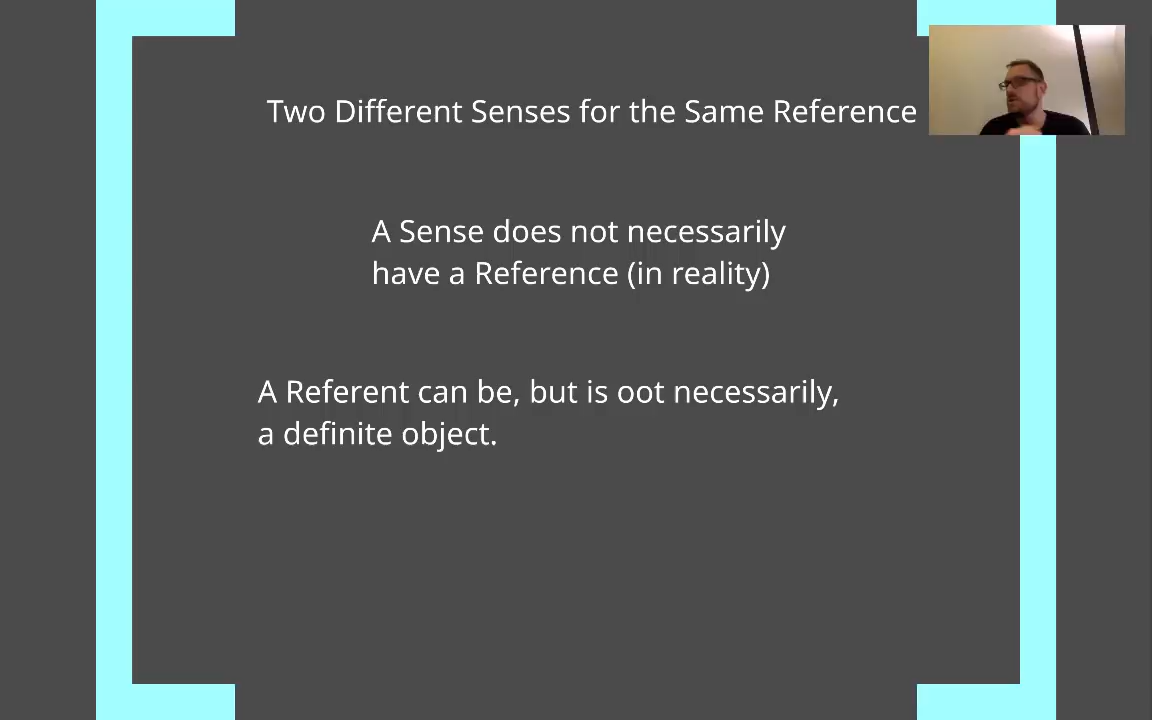 Two Different Senses for the Same Reference
A Sense does not necessarily
have a Reference (in reality)
A Referent can be, but is oot necessarily,
a definite object.